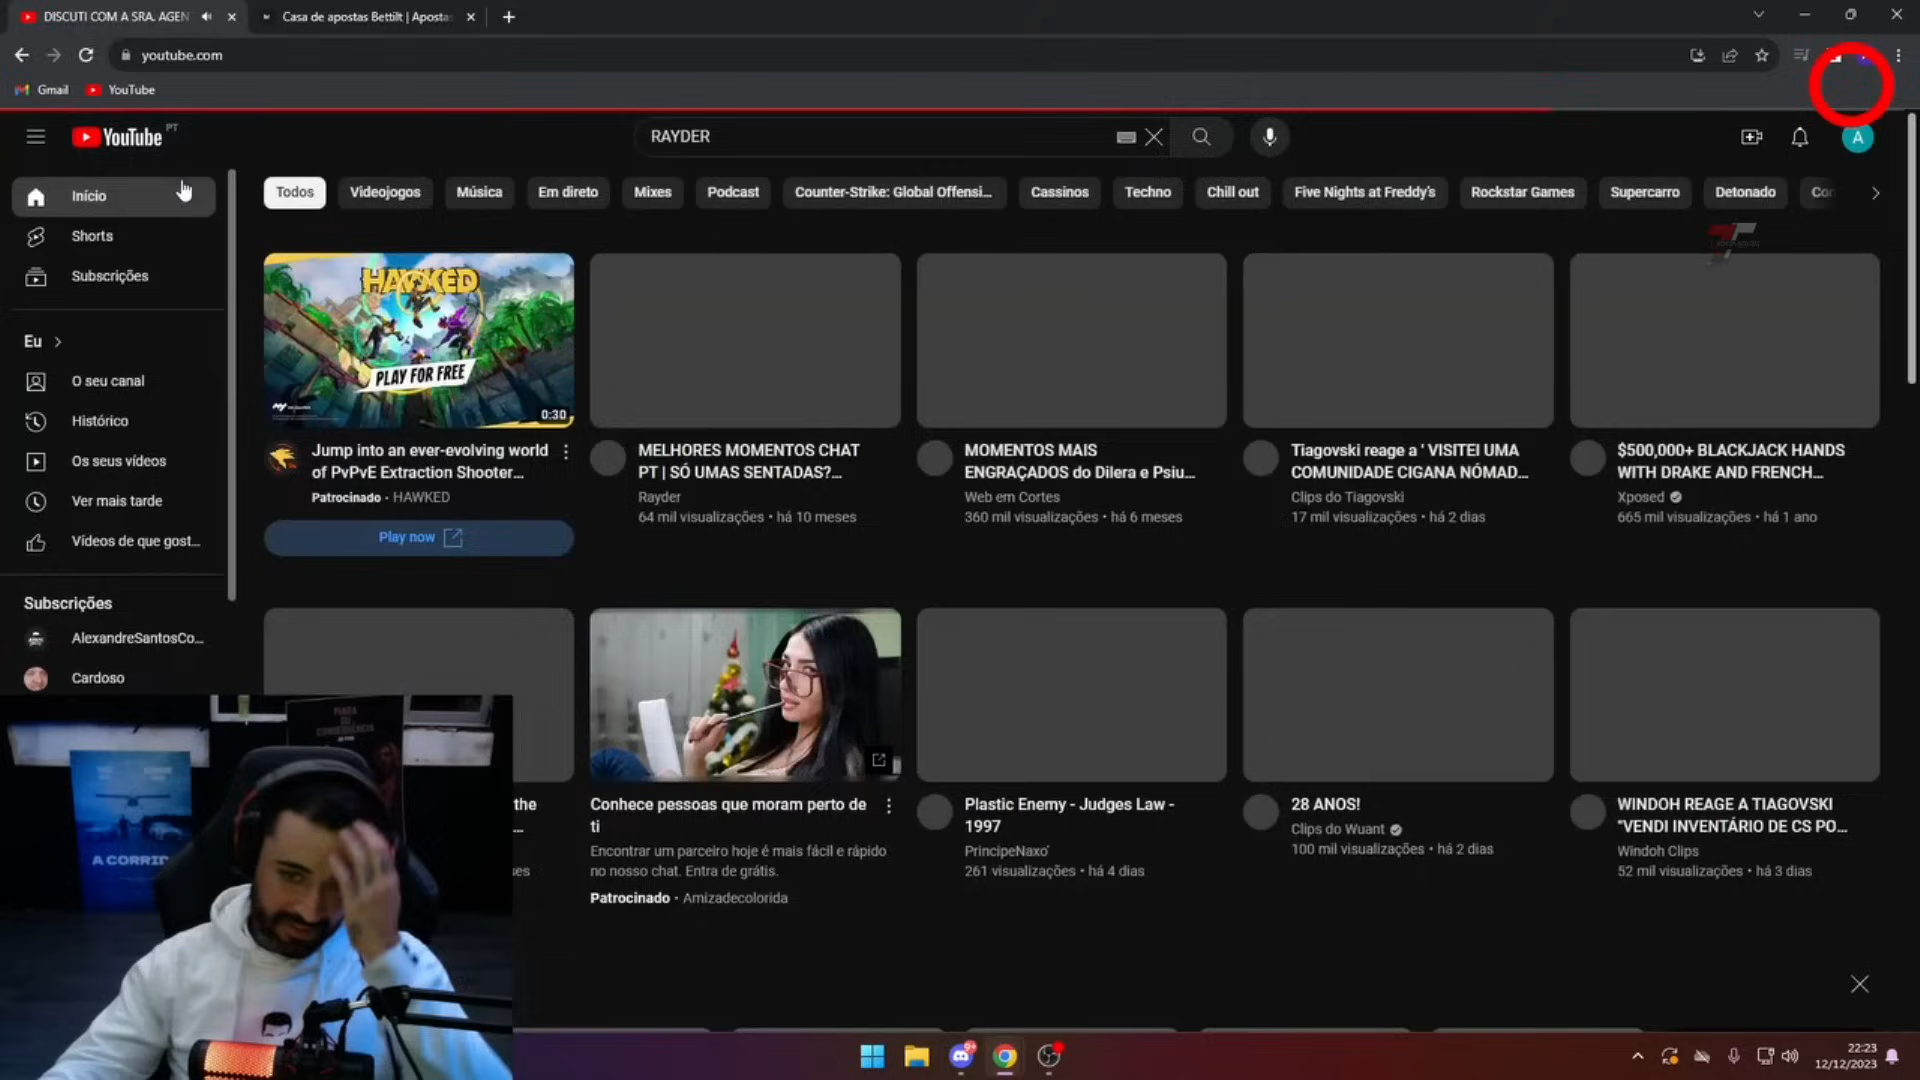 DISCUTI COM A SRA. AGEN
Casa de apostas Bettilt | Aposta
youtube.com
Gmail
YouTube
YouTube PT
RAYDER
A
Início
Shorts
Subscrições
Eu
O seu canal
Histórico
Os seus vídeos
Ver mais tarde
Vídeos de que gost...
Subscrições
AlexandreSantosCo...
Cardoso
Todos
Videojogos
Música
Em direto
Mixes
Podcast
Counter-Strike: Global Offensi...
Cassinos
Techno
Chill out
Five Nights at Freddy's
Rockstar Games
Supercarro
Detonado
HAWKED
PLAY FOR FREE
0:30
Jump into an ever-evolving world
of PvPvE Extraction Shooter...
Patrocinado · HAWKED
Play now
MELHORES MOMENTOS CHAT
PT | SÓ UMAS SENTADAS?...
Rayder
64 mil visualizações • há 10 meses
MOMENTOS MAIS
ENGRAÇADOS do Dilera e Psiu...
Web em Cortes
360 mil visualizações • há 6 meses
Tiagovski reage a ' VISITEI UMA
COMUNIDADE CIGANA NÓMAD...
Clips do Tiagovski
17 mil visualizações • há 2 dias
$500,000+ BLACKJACK HANDS
WITH DRAKE AND FRENCH...
Xposed
665 mil visualizações • há 1 ano
the
...
ses
Conhece pessoas que moram perto de
ti
Encontrar um parceiro hoje é mais fácil e rápido
no nosso chat. Entra de grátis.
Patrocinado · Amizadecolorida
Plastic Enemy - Judges Law -
1997
PrincipeNaxo'
261 visualizações • há 4 dias
28 ANOS!
Clips do Wuant
100 mil visualizações • há 2 dias
WINDOH REAGE A TIAGOVSKI
"VENDI INVENTÁRIO DE CS PO...
Windoh Clips
52 mil visualizações • há 3 dias
A CORRID
9+
22:23
12/12/2023